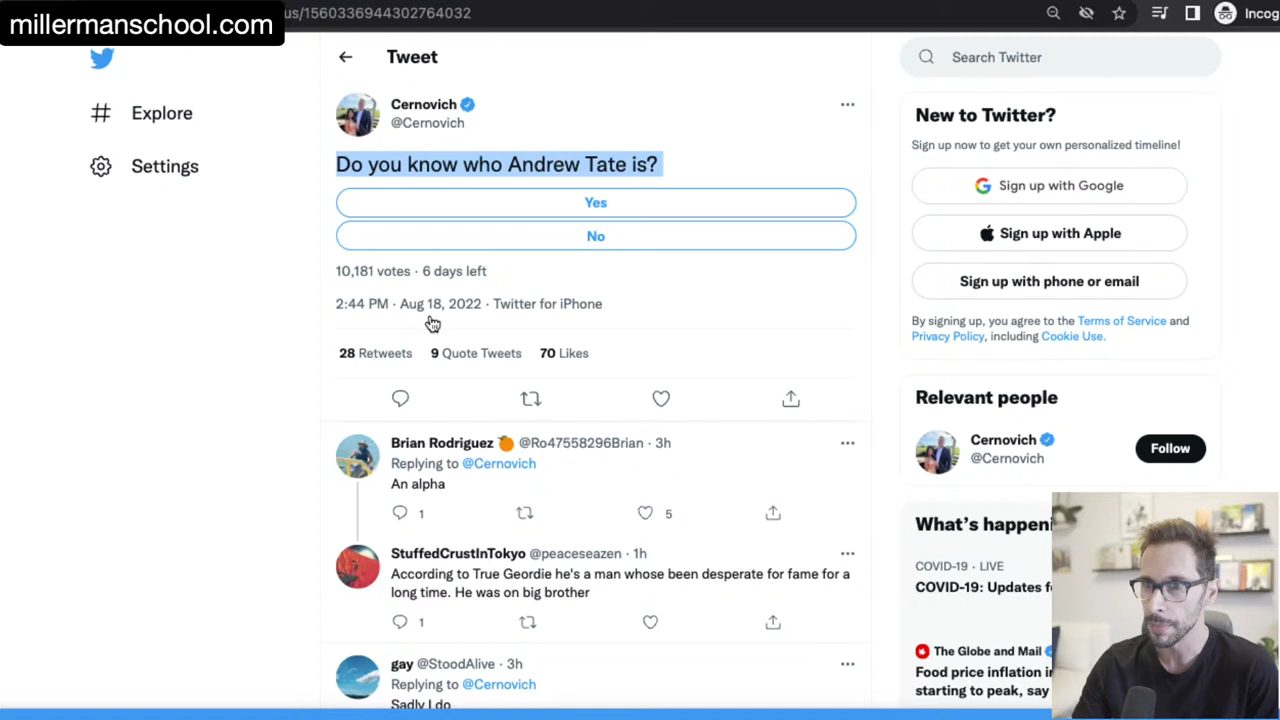 millermanschool.com
us/1560336944302764032
Incog
Tweet
Search Twitter
Explore
Settings
Cernovich
@Cernovich
Do you know who Andrew Tate is?
Yes
No
10,181 votes · 6 days left
2:44 PM · Aug 18, 2022 · Twitter for iPhone
28 Retweets 9 Quote Tweets 70 Likes
Brian Rodriguez @Ro47558296Brian · 3h
Replying to @Cernovich
An alpha
1 5
StuffedCrustInTokyo @peaceseazen · 1h
According to True Geordie he's a man whose been desperate for fame for a
long time. He was on big brother
1
gay @StoodAlive · 3h
Replying to @Cernovich
Sadly I do
New to Twitter?
Sign up now to get your own personalized timeline!
Sign up with Google
Sign up with Apple
Sign up with phone or email
By signing up, you agree to the Terms of Service and
Privacy Policy, including Cookie Use.
Relevant people
Cernovich
@Cernovich
Follow
What's happeni
COVID-19 · LIVE
COVID-19: Updates f
The Globe and Mail
Food price inflation i
starting to peak, say